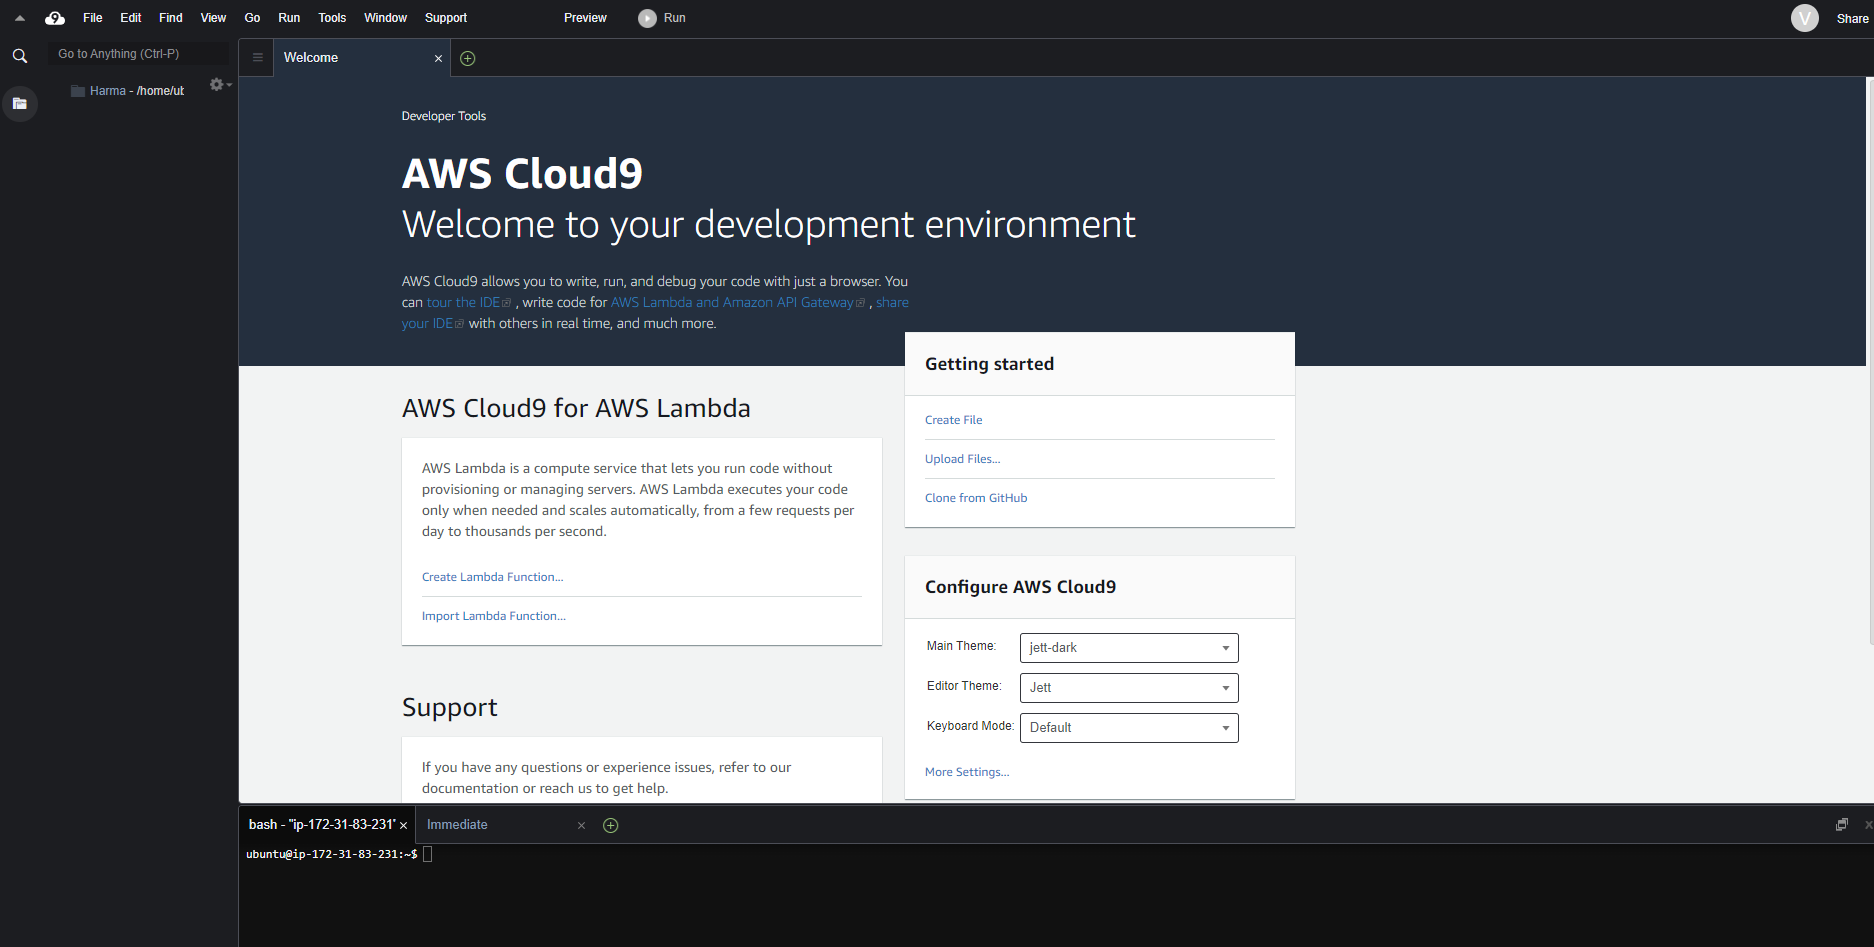 File Edit Find View Go Run Tools Window Support Preview Run V Share
Go to Anything (Ctrl-P)
Harma - /home/ub
Welcome
Developer Tools
AWS Cloud9
Welcome to your development environment
AWS Cloud9 allows you to write, run, and debug your code with just a browser. You
can tour the IDE , write code for AWS Lambda and Amazon API Gateway , share
your IDE with others in real time, and much more.
Getting started
Create File
Upload Files...
Clone from GitHub
AWS Cloud9 for AWS Lambda
AWS Lambda is a compute service that lets you run code without
provisioning or managing servers. AWS Lambda executes your code
only when needed and scales automatically, from a few requests per
day to thousands per second.
Create Lambda Function...
Import Lambda Function...
Configure AWS Cloud9
Main Theme: jett-dark
Editor Theme: Jett
Keyboard Mode: Default
More Settings...
Support
If you have any questions or experience issues, refer to our
documentation or reach us to get help.
bash - "ip-172-31-83-231" Immediate
ubuntu@ip-172-31-83-231:~$